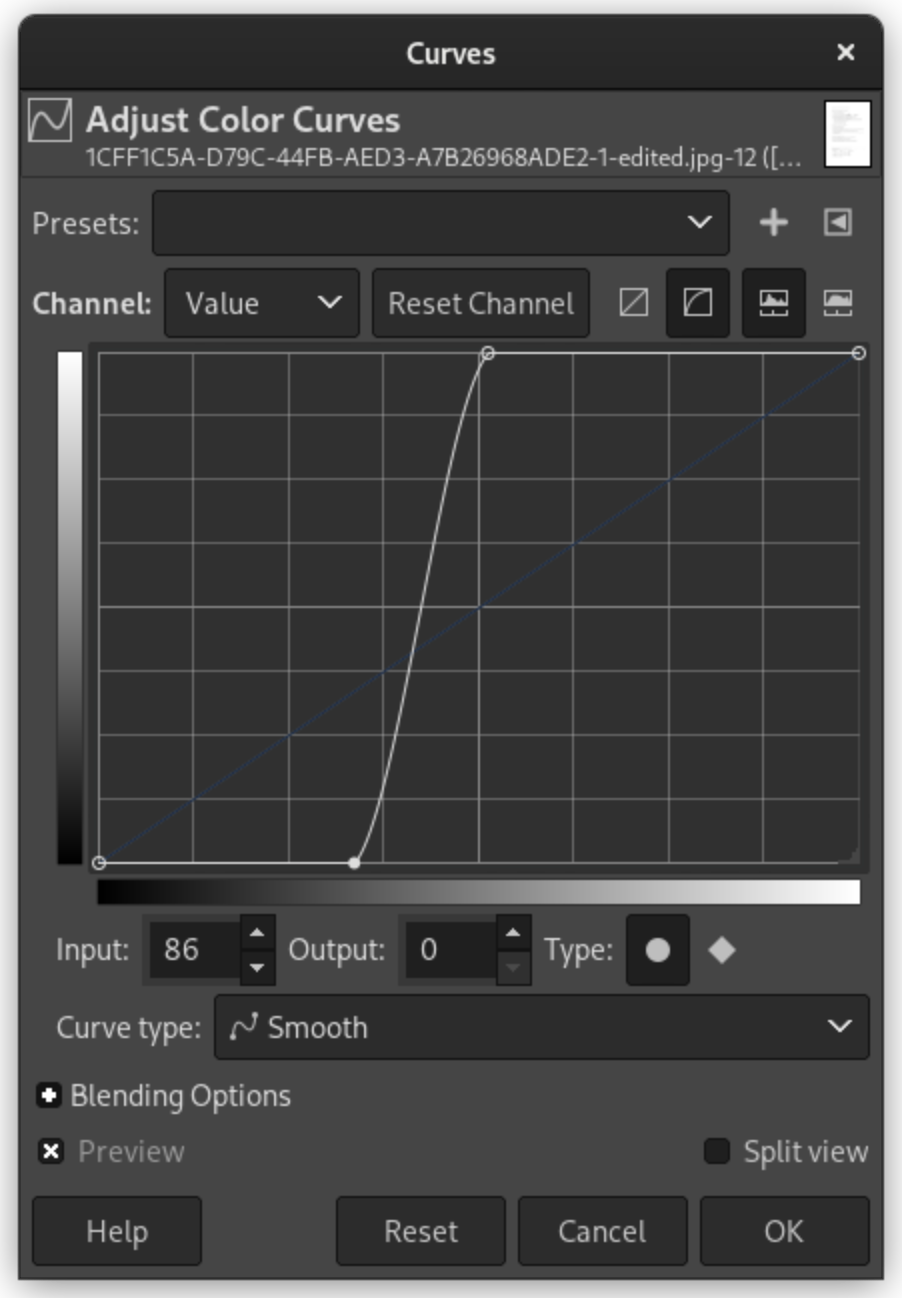 Curves
Adjust Color Curves
1CFF1C5A-D79C-44FB-AED3-A7B26968ADE2-1-edited.jpg-12 ([...
Presets:
Channel: Value Reset Channel
Input: 86 Output: 0 Type:
Curve type: Smooth
Blending Options
Preview Split view
Help Reset Cancel OK